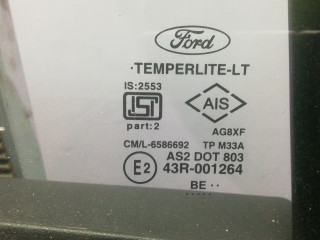 Ford
·TEMPERLITE-LT
IS:2553
ISI AIS
part:2 AG8XF
CM/L-6586692 TP M33A
AS2 DOT 803
E2 43R-001264
BE ··